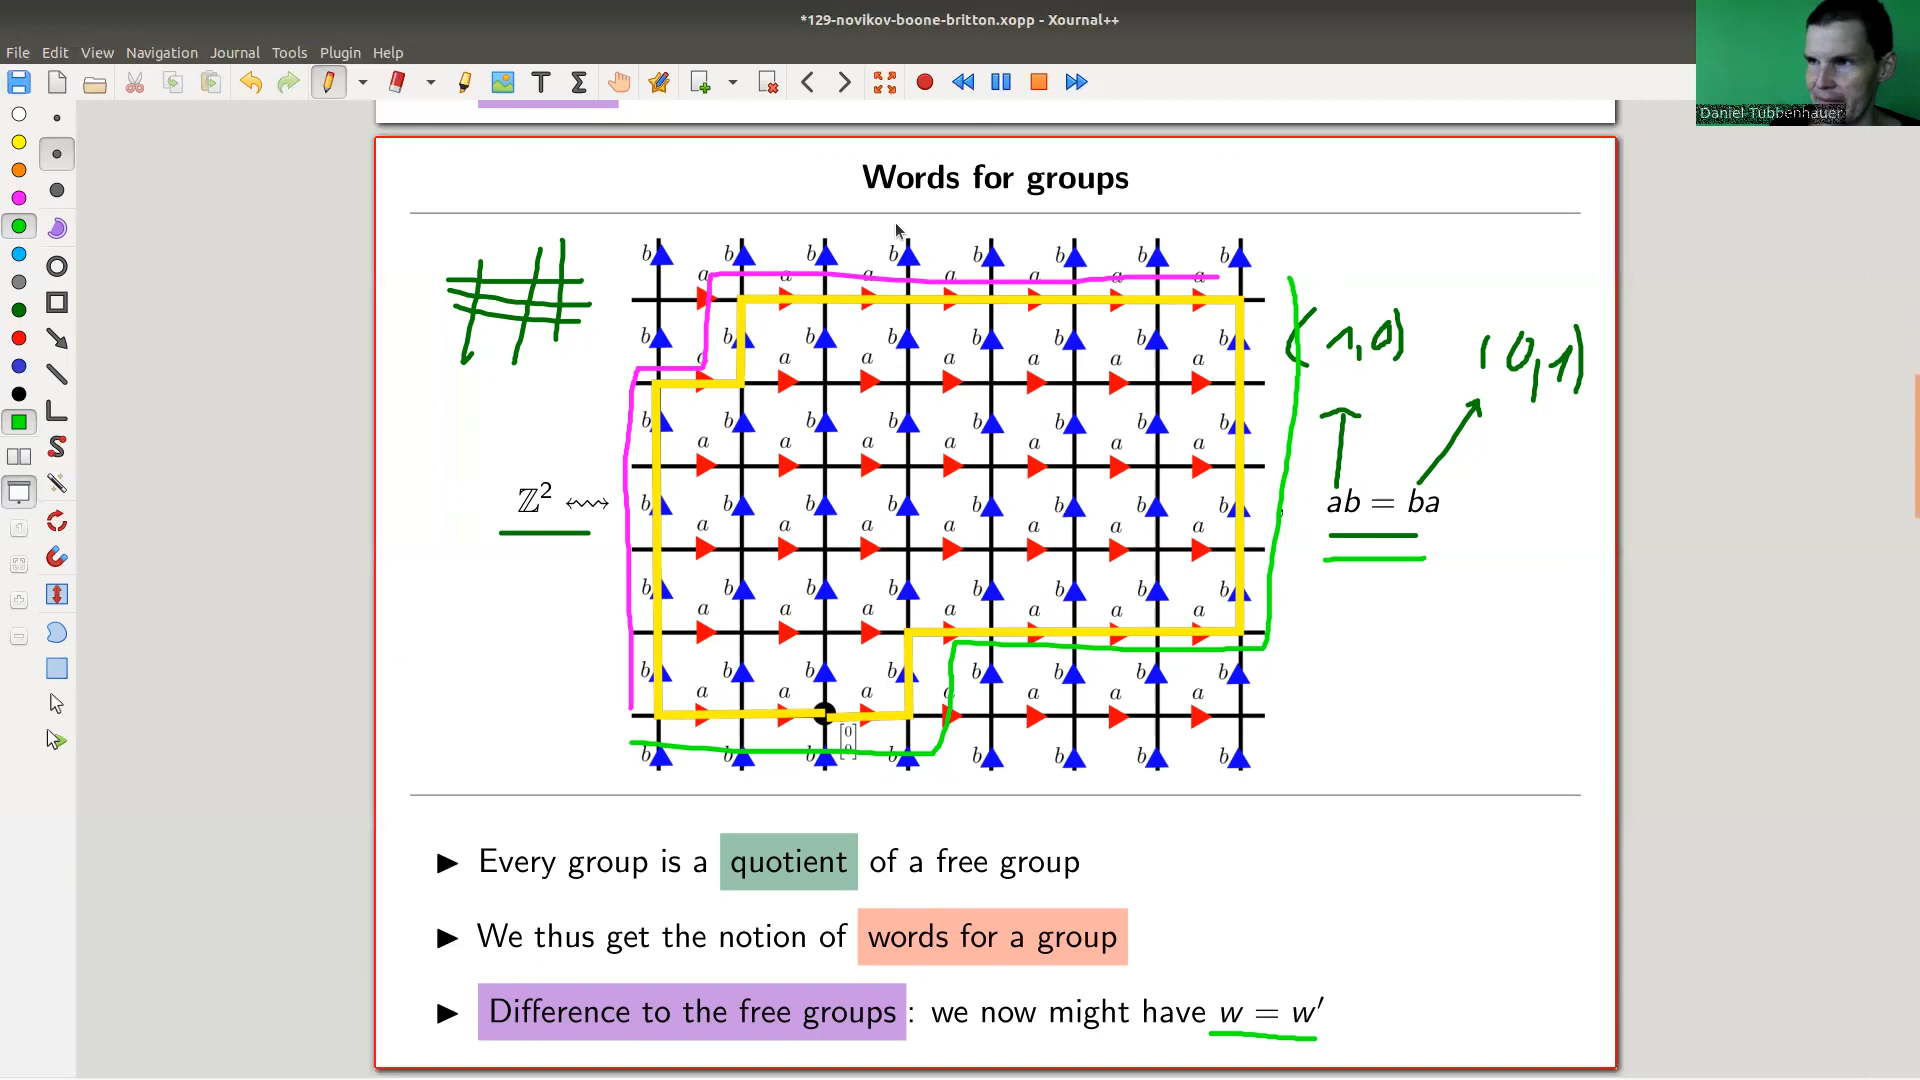 *129-novikov-boone-britton.xopp - Xournal++
File Edit View Navigation Journal Tools Plugin Help
Daniel Tubbenhauer
Words for groups
b b b b b b b b
a a a a a a a
b b b b b b b b
a a a a a a a
b b b b b b b b
a a a a a a a
b b b b b b b b
a a a a a a a
b b b b b b b b
a a a a a a a
b b b b b b b b
a a a a a a a
b b b b b b b b
[0 0]
(1,0)
(0,1)
ℤ² ↭
, ab = ba
▶ Every group is a quotient of a free group
▶ We thus get the notion of words for a group
▶ Difference to the free groups : we now might have w = w′